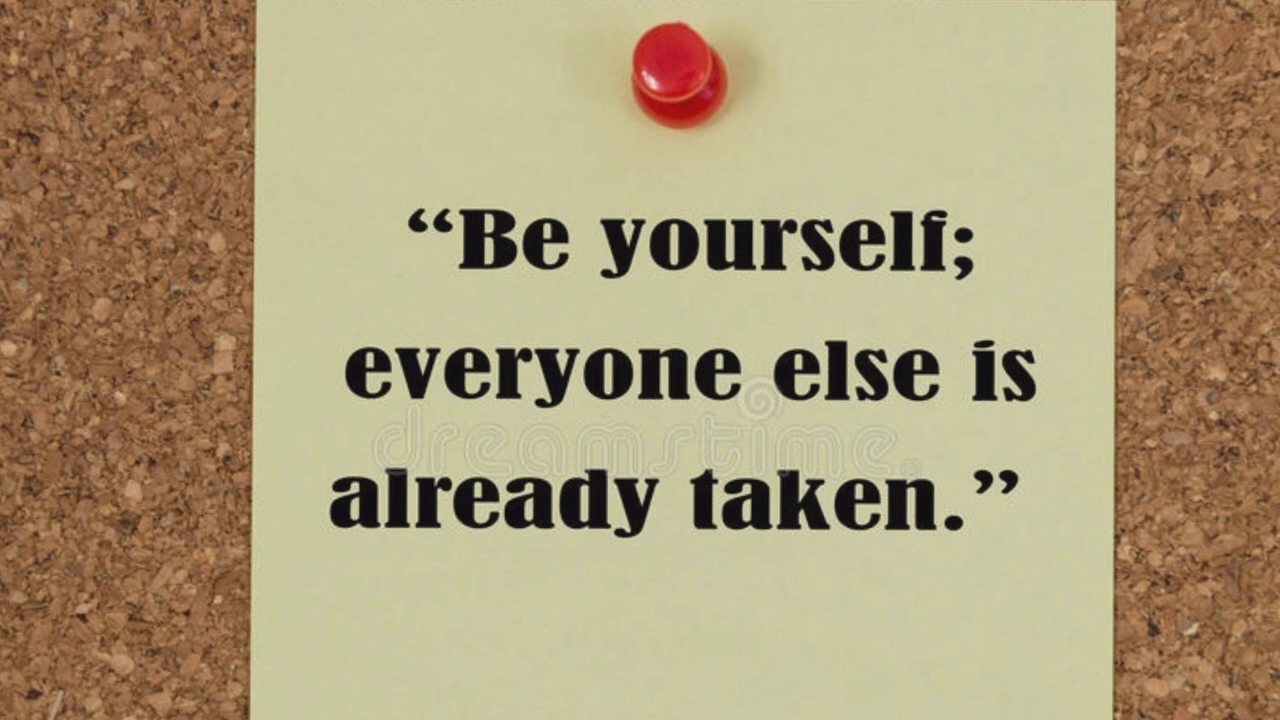 “Be yourself;
everyone else is
dreamstime.
already taken.”